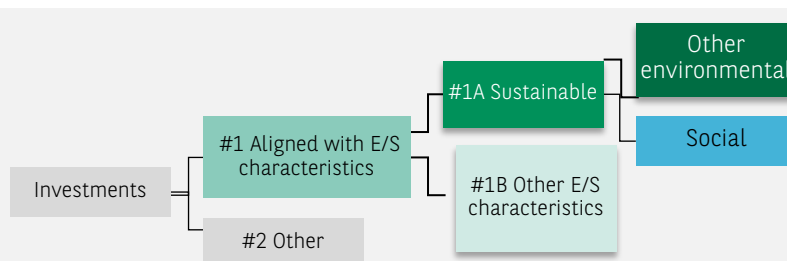 Other
environmental
#1A Sustainable
Social
#1 Aligned with E/S
characteristics
#1B Other E/S
characteristics
Investments
#2 Other